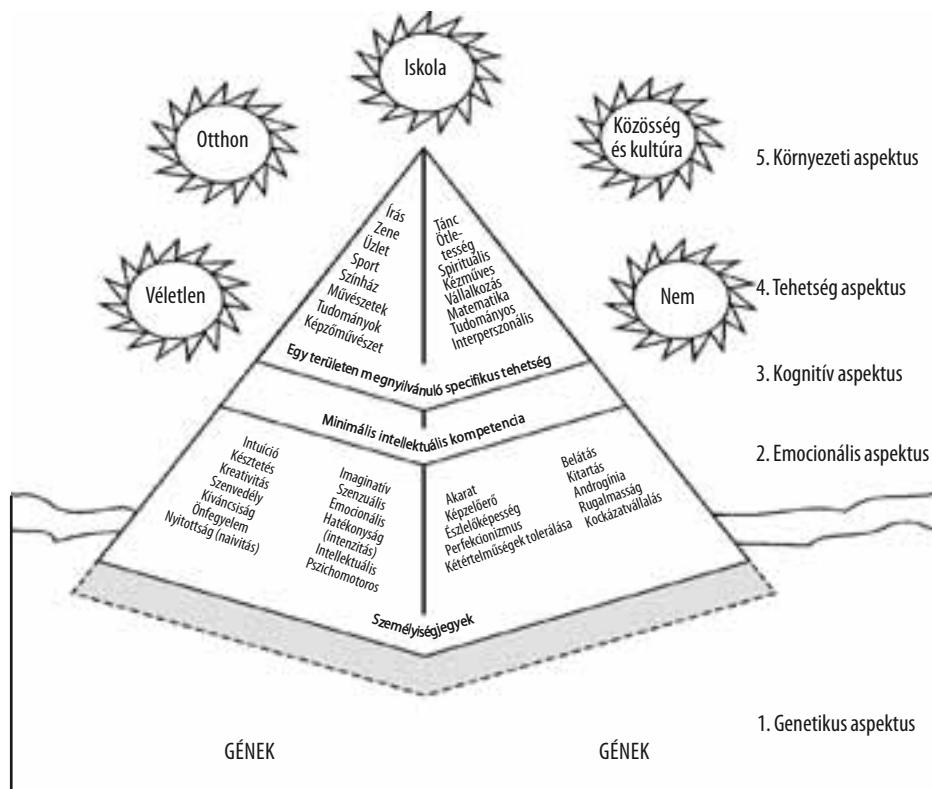 Iskola
Otthon
Közösség
és kultúra
5. Környezeti aspektus
Véletlen
Nem
4. Tehetség aspektus
Írás
Zene
Üzlet
Sport
Színház
Művészetek
Tudományok
Képzőművészet
Tánc
Ötle-
tesség
Spirituális
Kézműves
Vállalkozás
Matematika
Tudományos
Interperszonális
Egy területen megnyilvánuló specifikus tehetség
3. Kognitív aspektus
Minimális intellektuális kompetencia
2. Emocionális aspektus
Intuíció
Késztetés
Kreativitás
Szenvedély
Kíváncsiság
Önfegyelem
Nyitottság (naivitás)
Imaginatív
Szenzuális
Emocionális
Hatékonyság
(intenzitás)
Intellektuális
Pszichomotoros
Akarat
Képzelőerő
Észlelőképesség
Perfekcionizmus
Kétértelműségek tolerálása
Belátás
Kitartás
Androgínia
Rugalmasság
Kockázatvállalás
Személyiségjegyek
1. Genetikus aspektus
GÉNEK
GÉNEK